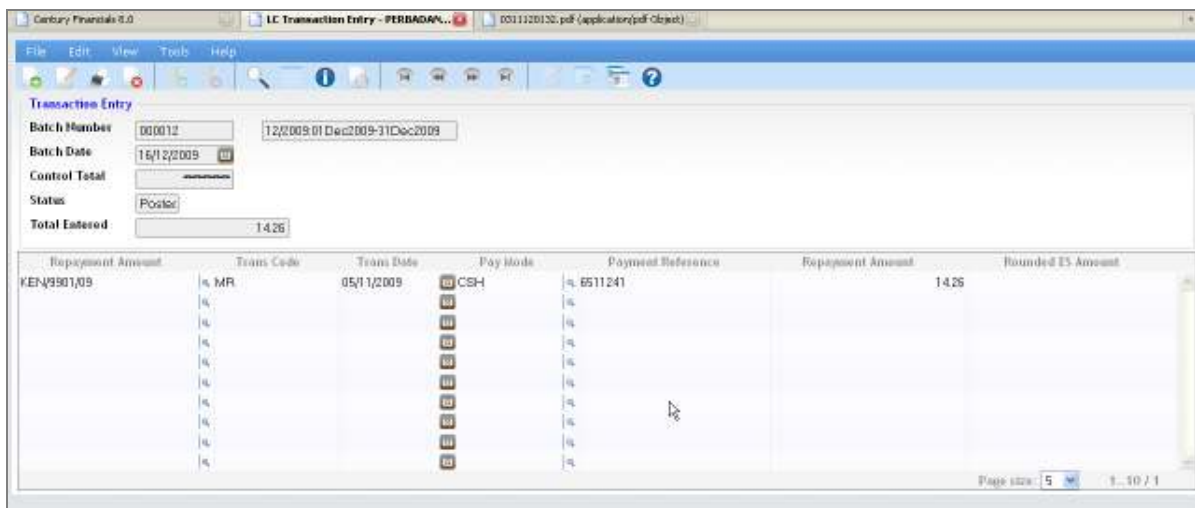 Century Financials 6.0 LC Transaction Entry - PERBADAN... 0311120132.pdf (application/pdf Object)
File Edit View Tools Help
Transaction Entry
Batch Number 000012 12/2009:01Dec2009-31Dec2009
Batch Date 16/12/2009
Control Total
Status Poster
Total Entered 14.26
Repayment Amount Trans Code Trans Date Pay Mode Payment Reference Repayment Amount Rounded ES Amount
KEN/9901/09 MR 05/11/2009 CSH 6511241 14.26
Page size: 5 1...10 / 1